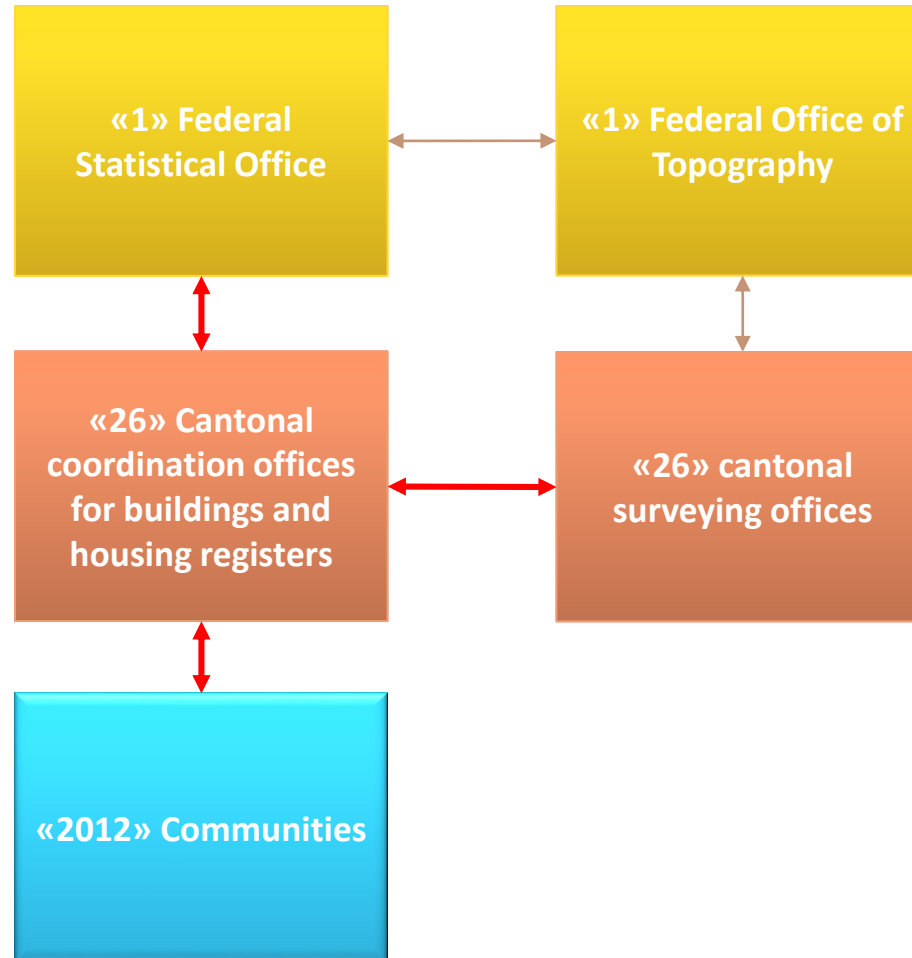 «1» Federal
Statistical Office
«1» Federal Office of
Topography
«26» Cantonal
coordination offices
for buildings and
housing registers
«26» cantonal
surveying offices
«2012» Communities